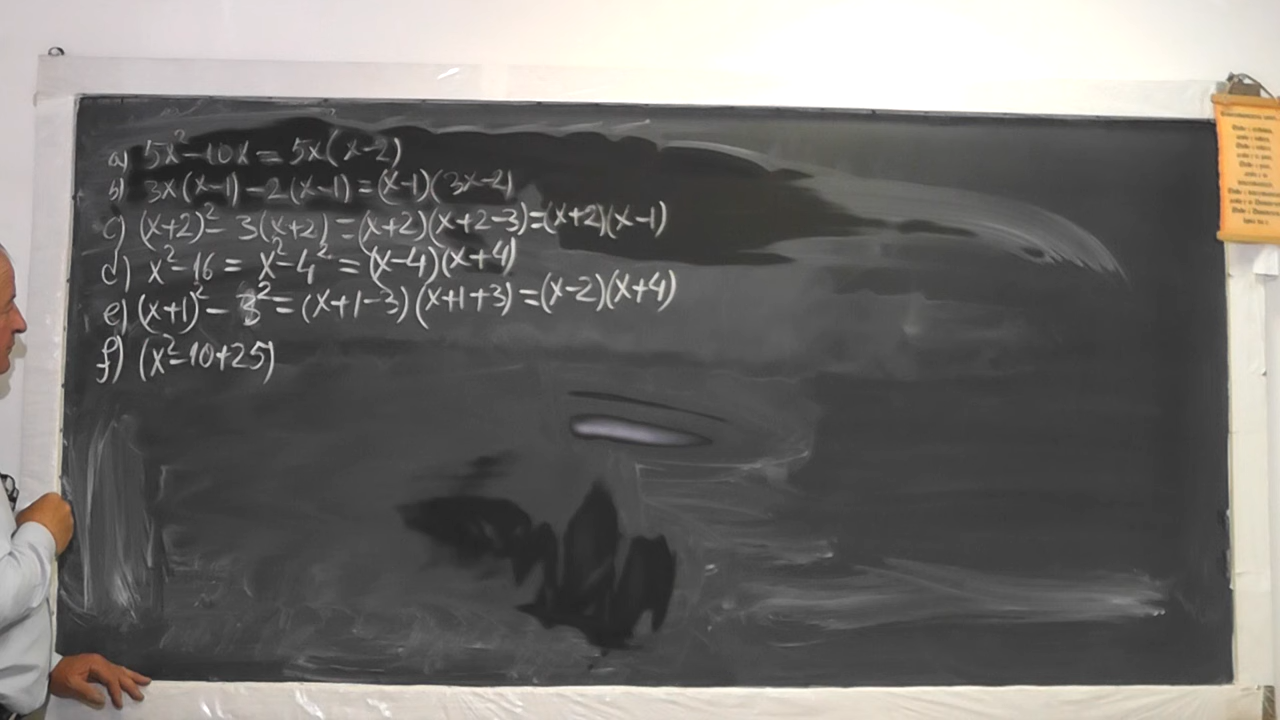 a) 5x²-10x = 5x(x-2)
b) 3x(x-1)-2(x-1) = (x-1)(3x-2)
c) (x+2)²- 3(x+2) = (x+2)(x+2-3)=(x+2)(x-1)
d) x²-16 = x²-4² = (x-4)(x+4)
e) (x+1)² - 3² = (x+1-3)(x+1+3) = (x-2)(x+4)
f) (x²-10+25)